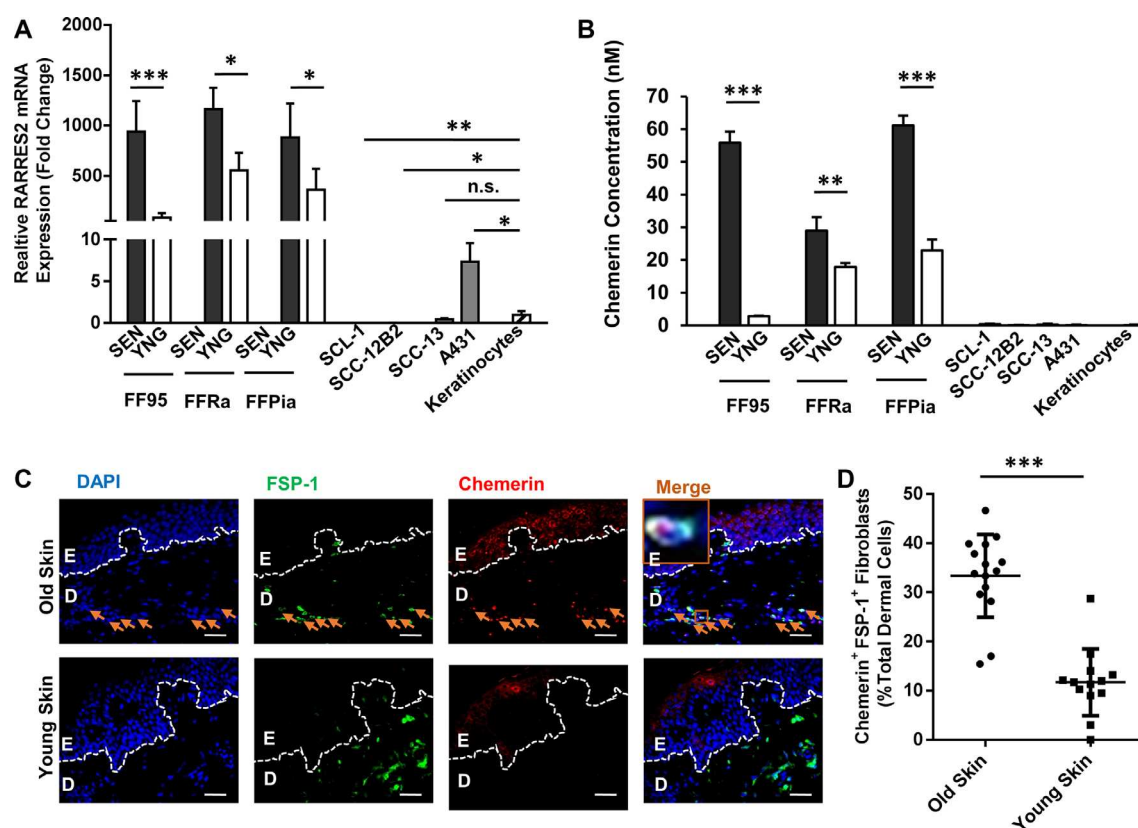 A
Realtive RARRES2 mRNA
Expression (Fold Change)
2000
1500
1000
500
10
5
0
***
*
*
**
*
n.s.
*
SEN
YNG
SEN
YNG
SEN
YNG
SCL-1
SCC-12B2
SCC-13
A431
Keratinocytes
FF95
FFRa
FFPia
B
Chemerin Concentration (nM)
70
60
50
40
30
20
10
0
***
**
***
SEN
YNG
SEN
YNG
SEN
YNG
SCL-1
SCC-12B2
SCC-13
A431
Keratinocytes
FF95
FFRa
FFPia
C
DAPI
FSP-1
Chemerin
Merge
Old Skin
E
D
E
D
E
D
E
D
Young Skin
E
D
E
D
E
D
E
D
D
Chemerin+ FSP-1+ Fibroblasts
(%Total Dermal Cells)
***
50
40
30
20
10
0
Old Skin
Young Skin